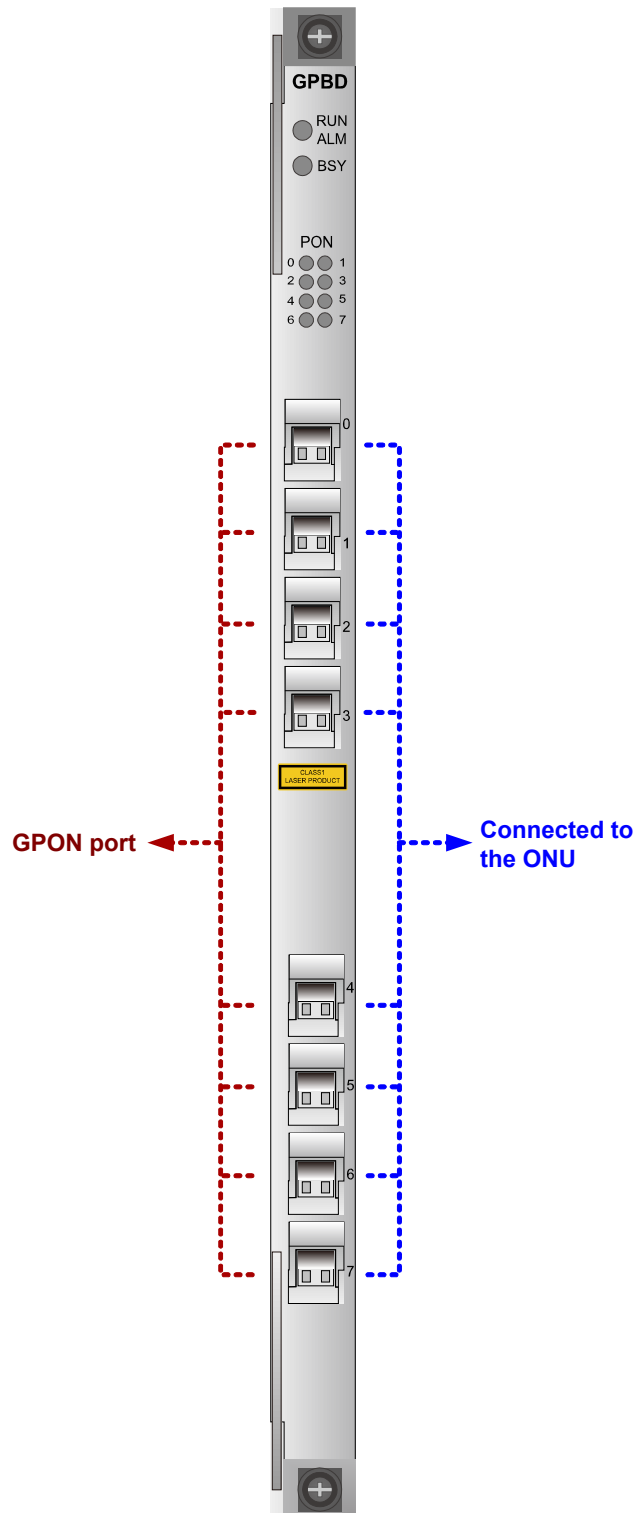 GPBD
RUN
ALM
BSY
PON
0 1
2 3
4 5
6 7
0
1
2
3
CLASS1
LASER PRODUCT
GPON port
Connected to
the ONU
4
5
6
7